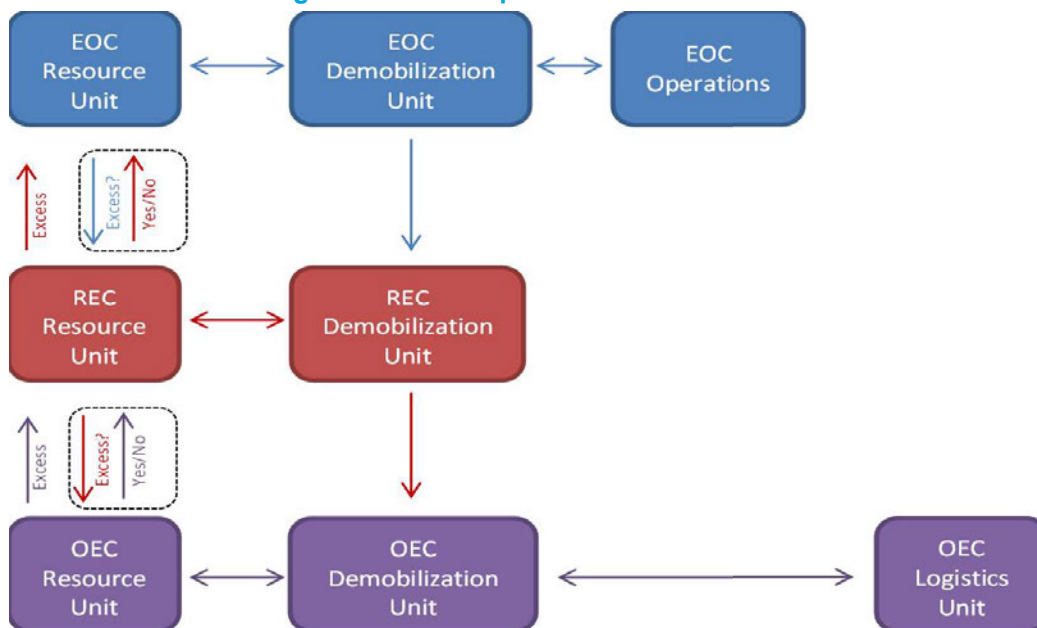 EOC
Resource
Unit
EOC
Demobilization
Unit
EOC
Operations
Excess
Excess?
Yes/No
REC
Resource
Unit
REC
Demobilization
Unit
Excess
Excess?
Yes/No
OEC
Resource
Unit
OEC
Demobilization
Unit
OEC
Logistics
Unit